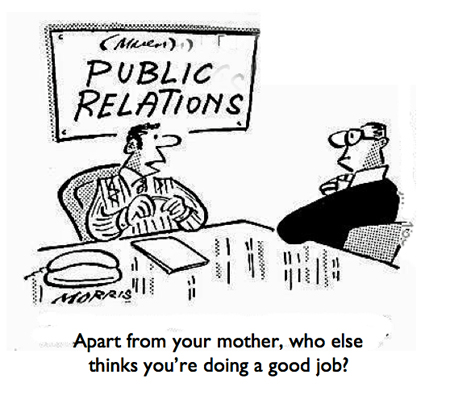 PUBLIC
RELATIONS
MORRIS
Apart from your mother, who else
thinks you're doing a good job?